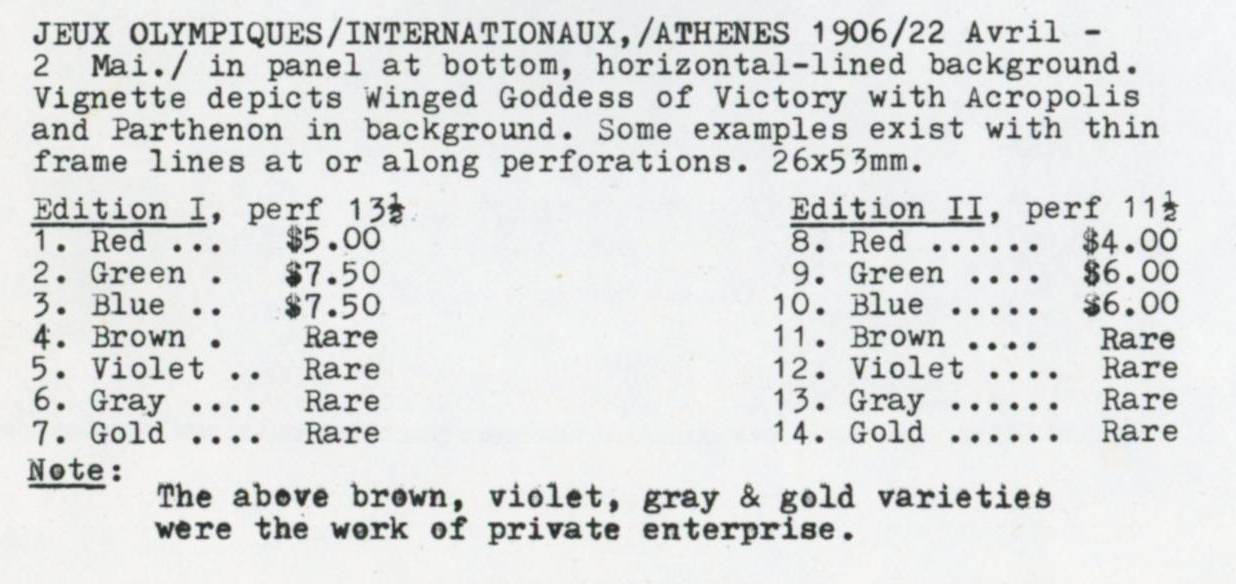 JEUX OLYMPIQUES/INTERNATIONAUX,/ATHENES 1906/22 Avril -
2 Mai./ in panel at bottom, horizontal-lined background.
Vignette depicts Winged Goddess of Victory with Acropolis
and Parthenon in background. Some examples exist with thin
frame lines at or along perforations. 26x53mm.
Edition I, perf 13½
1. Red ... $5.00
2. Green . $7.50
3. Blue .. $7.50
4. Brown . Rare
5. Violet .. Rare
6. Gray .... Rare
7. Gold .... Rare
Edition II, perf 11½
8. Red ...... $4.00
9. Green .... $6.00
10. Blue ..... $6.00
11. Brown .... Rare
12. Violet .... Rare
13. Gray ...... Rare
14. Gold ...... Rare
Note:
The above brown, violet, gray & gold varieties
were the work of private enterprise.